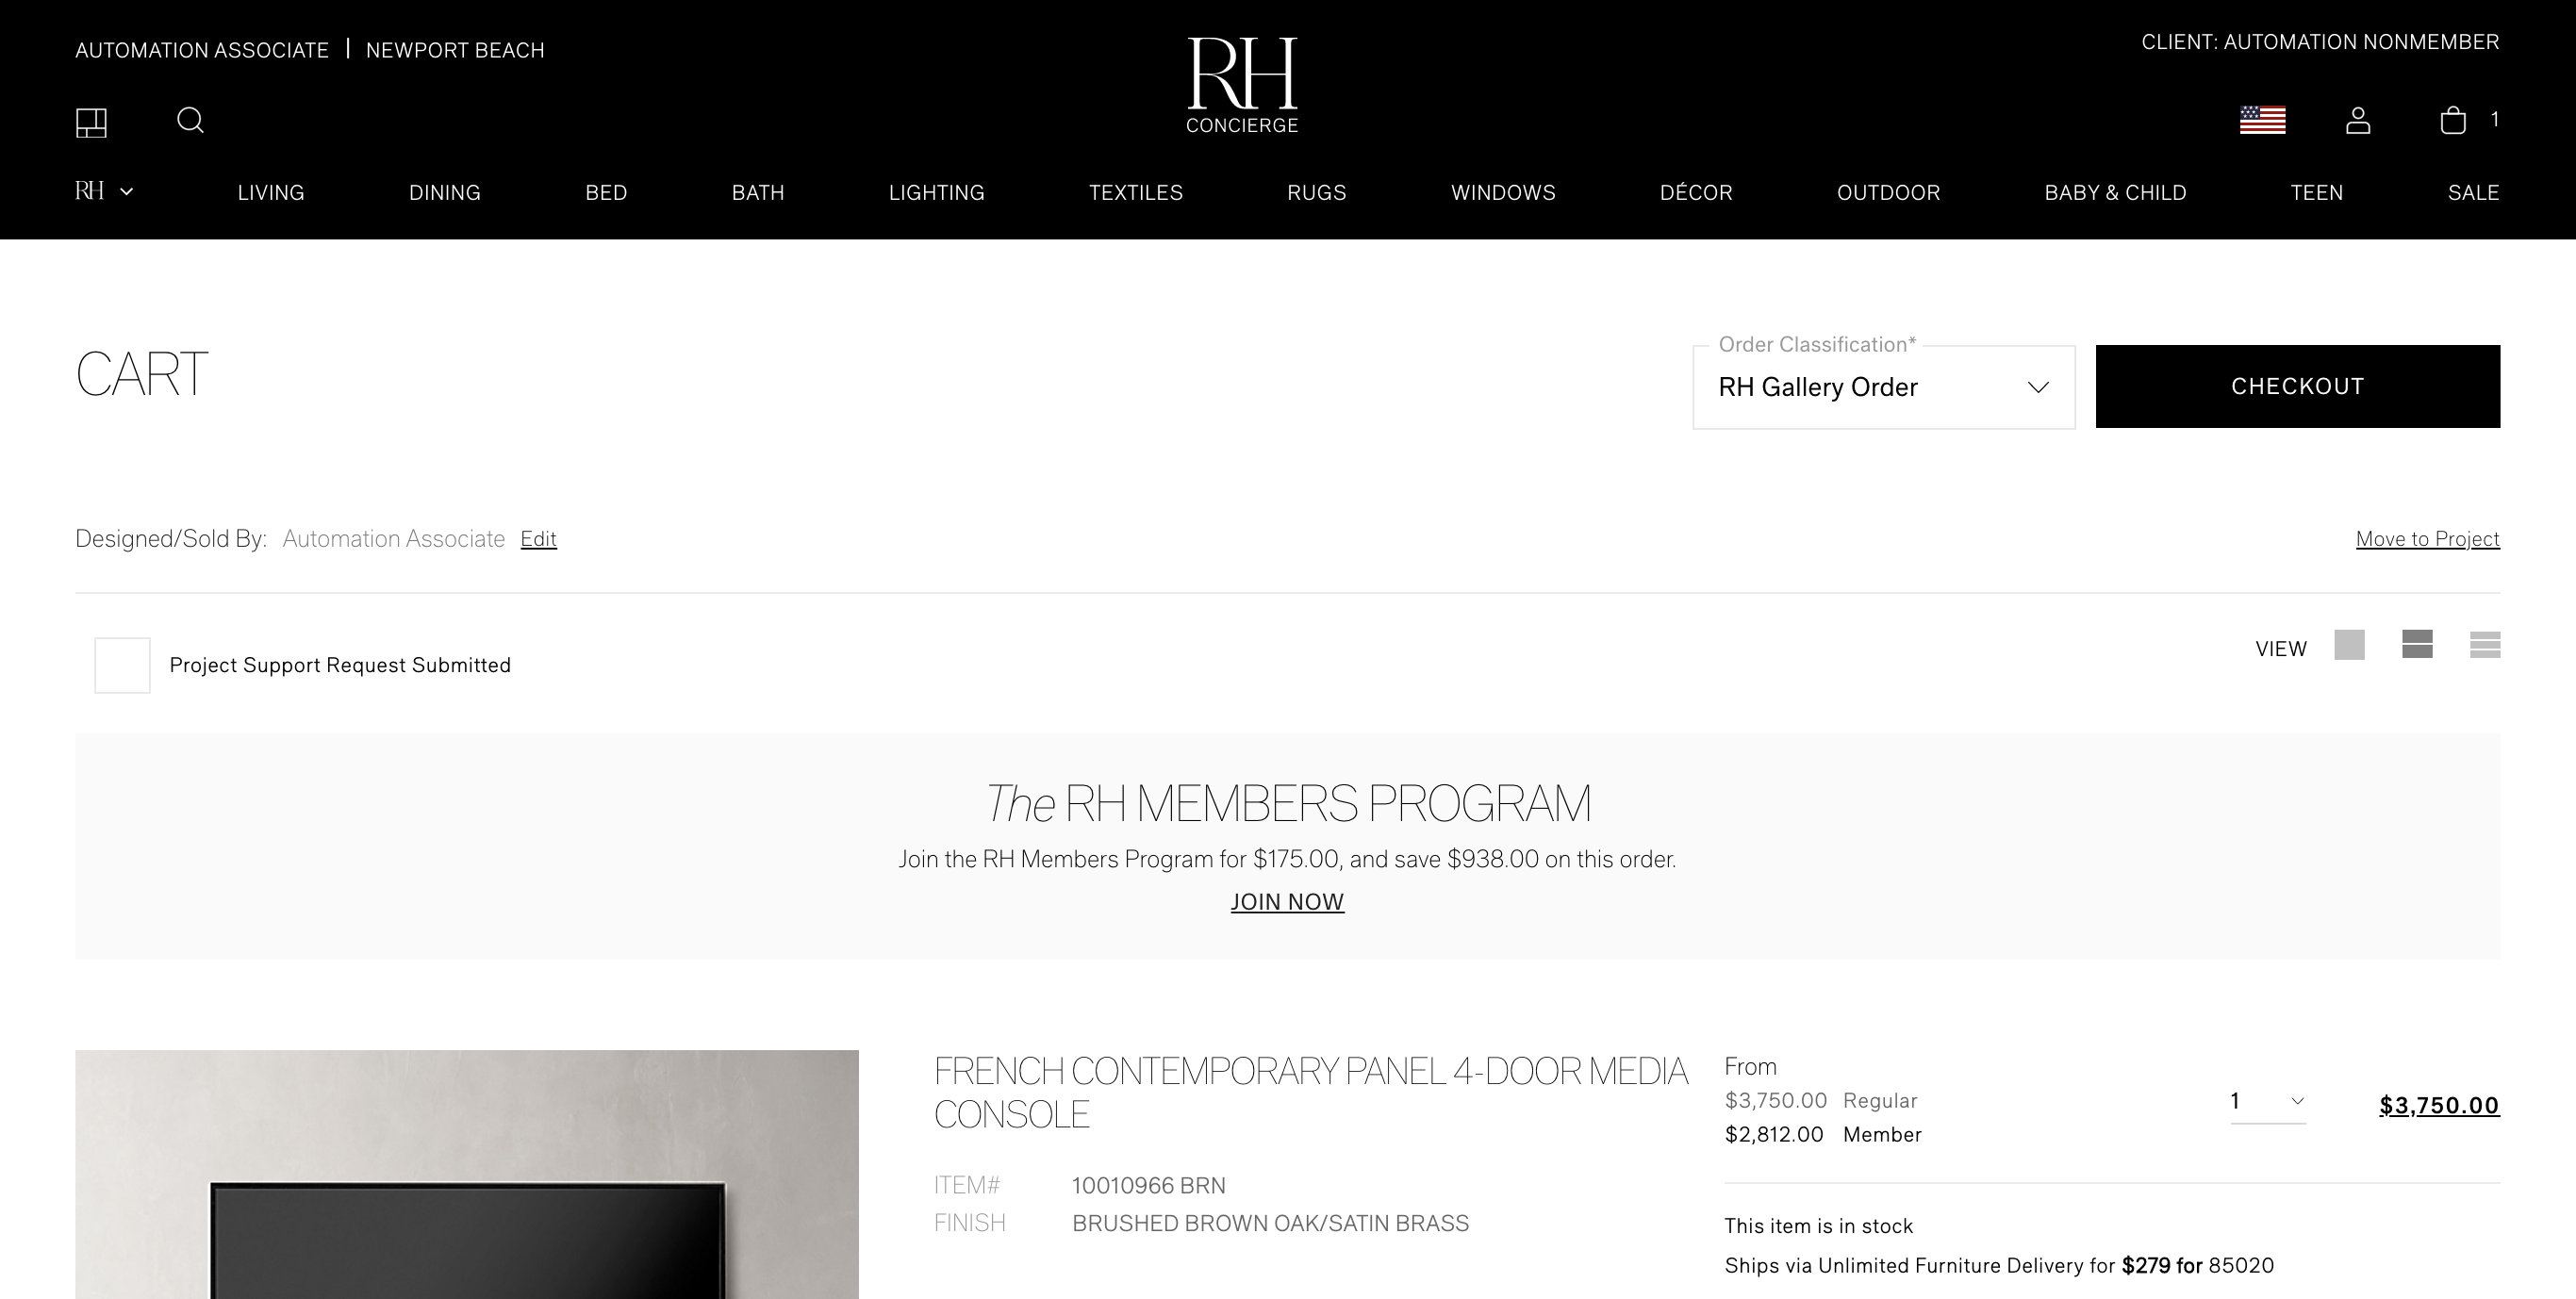 AUTOMATION ASSOCIATE | NEWPORT BEACH
RH
CONCIERGE
CLIENT: AUTOMATION NONMEMBER
1
RH
LIVING
DINING
BED
BATH
LIGHTING
TEXTILES
RUGS
WINDOWS
DÉCOR
OUTDOOR
BABY & CHILD
TEEN
SALE
CART
Order Classification*
RH Gallery Order
CHECKOUT
Designed/Sold By: Automation Associate Edit
Move to Project
Project Support Request Submitted
VIEW
The RH MEMBERS PROGRAM
Join the RH Members Program for $175.00, and save $938.00 on this order.
JOIN NOW
FRENCH CONTEMPORARY PANEL 4-DOOR MEDIA
CONSOLE
ITEM# 10010966 BRN
FINISH BRUSHED BROWN OAK/SATIN BRASS
From
$3,750.00 Regular
$2,812.00 Member
1
$3,750.00
This item is in stock
Ships via Unlimited Furniture Delivery for $279 for 85020